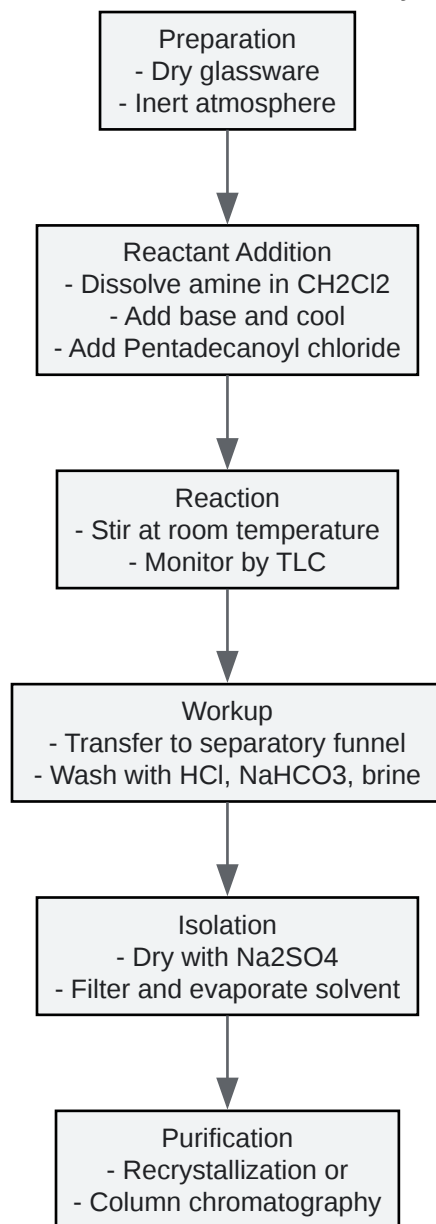 Preparation
- Dry glassware
- Inert atmosphere
Reactant Addition
- Dissolve amine in CH2Cl2
- Add base and cool
- Add Pentadecanoyl chloride
Reaction
- Stir at room temperature
- Monitor by TLC
Workup
- Transfer to separatory funnel
- Wash with HCl, NaHCO3, brine
Isolation
- Dry with Na2SO4
- Filter and evaporate solvent
Purification
- Recrystallization or
- Column chromatography